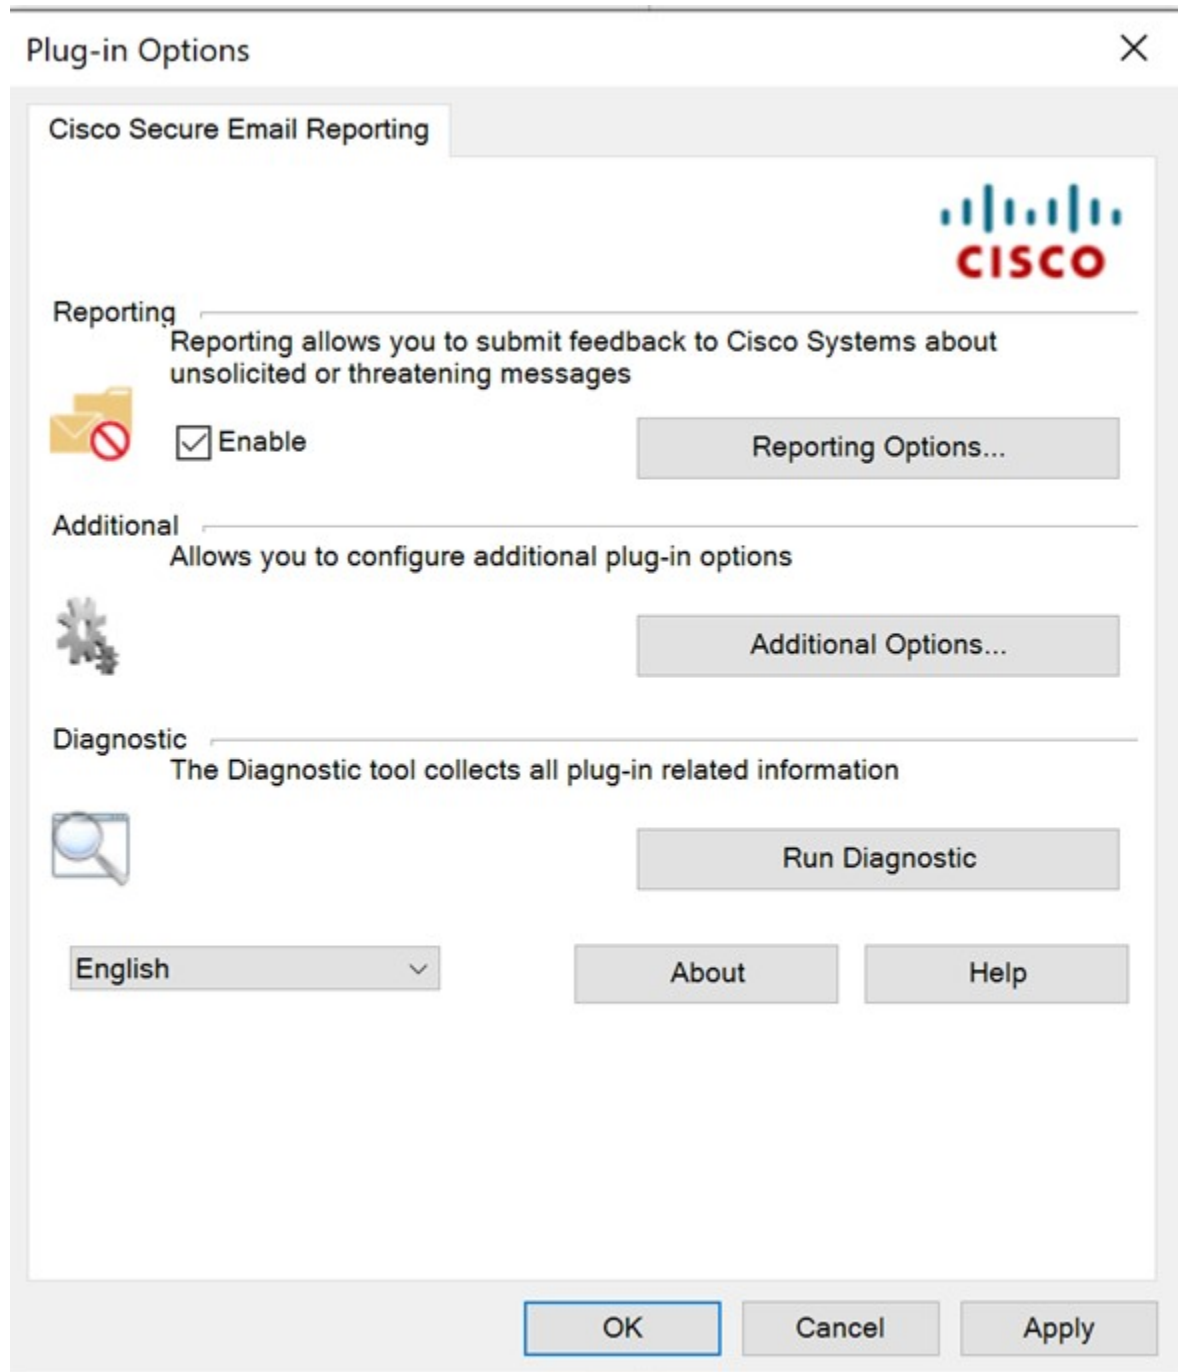 Plug-in Options
Cisco Secure Email Reporting
CISCO
Reporting
Reporting allows you to submit feedback to Cisco Systems about
unsolicited or threatening messages
Enable
Reporting Options...
Additional
Allows you to configure additional plug-in options
Additional Options...
Diagnostic
The Diagnostic tool collects all plug-in related information
Run Diagnostic
English
About
Help
OK
Cancel
Apply